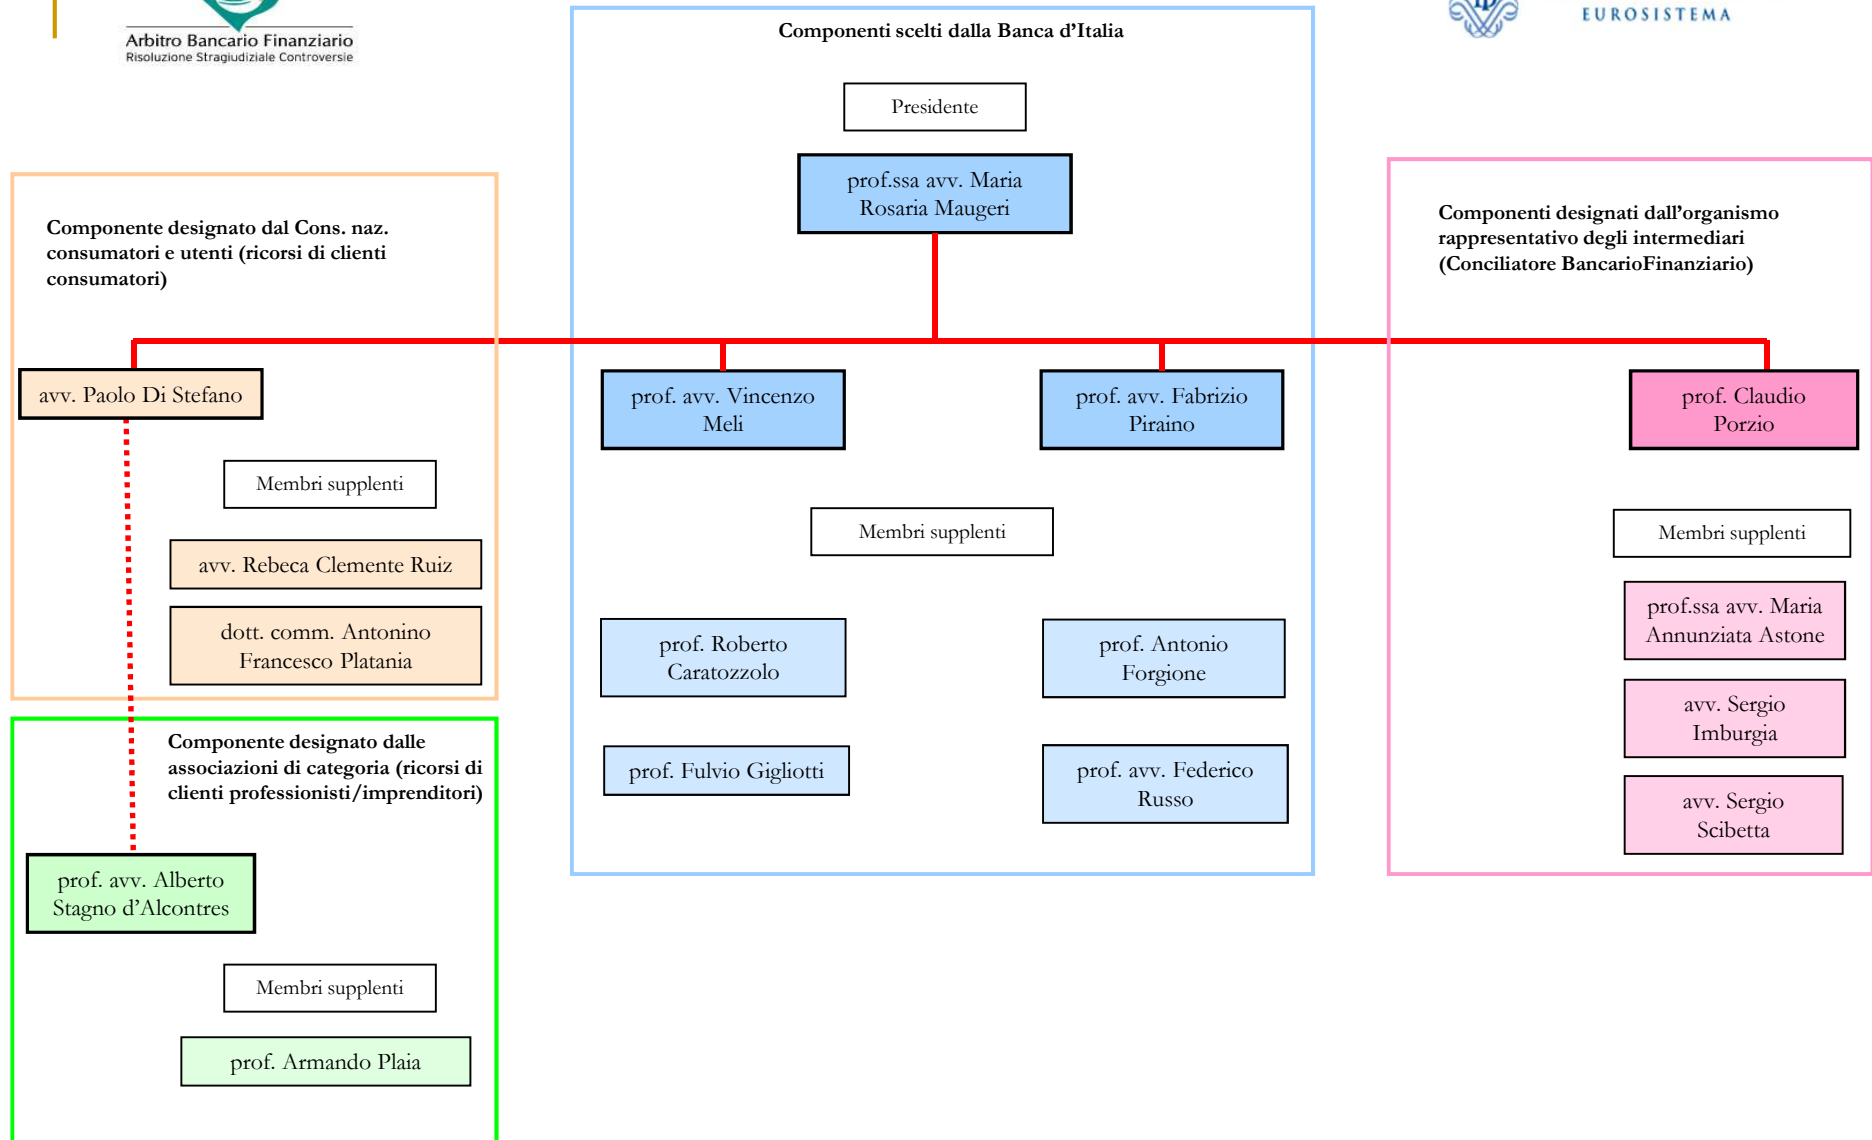 Arbitro Bancario Finanziario
Risoluzione Stragiudiziale Controversie
EUROSISTEMA
Componenti scelti dalla Banca d'Italia
Presidente
prof.ssa avv. Maria
Rosaria Maugeri
Componente designato dal Cons. naz.
consumatori e utenti (ricorsi di clienti
consumatori)
Componenti designati dall'organismo
rappresentativo degli intermediari
(Conciliatore BancarioFinanziario)
avv. Paolo Di Stefano
Membri supplenti
avv. Rebeca Clemente Ruiz
dott. comm. Antonino
Francesco Platania
prof. avv. Vincenzo
Meli
prof. avv. Fabrizio
Piraino
Membri supplenti
prof. Roberto
Caratozzolo
prof. Antonio
Forgione
prof. Fulvio Gigliotti
prof. avv. Federico
Russo
prof. Claudio
Porzio
Membri supplenti
prof.ssa avv. Maria
Annunziata Astone
avv. Sergio
Imburgia
avv. Sergio
Scibetta
Componente designato dalle
associazioni di categoria (ricorsi di
clienti professionisti/imprenditori)
prof. avv. Alberto
Stagno d'Alcontres
Membri supplenti
prof. Armando Plaia